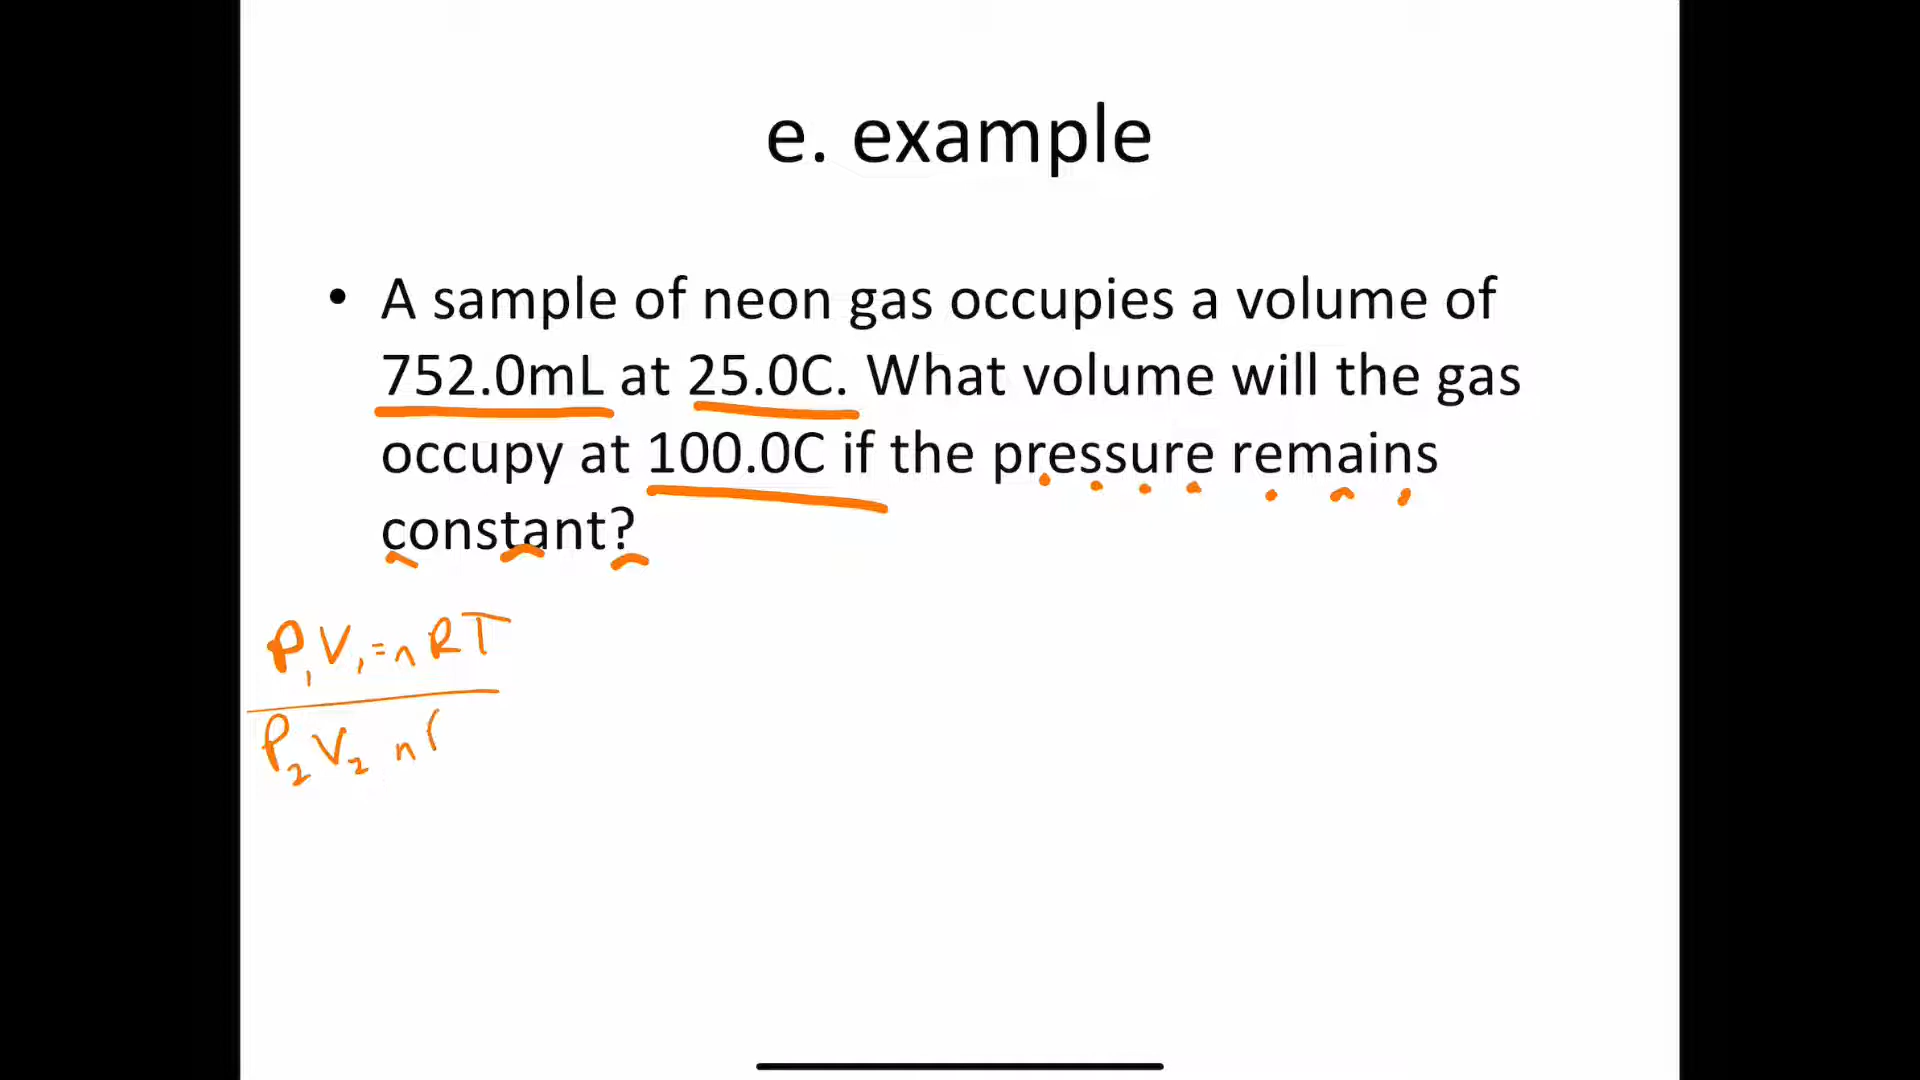 e. example
• A sample of neon gas occupies a volume of
752.0mL at 25.0C. What volume will the gas
occupy at 100.0C if the pressure remains
constant?
P₁V₁=nRT
P₂V₂ n